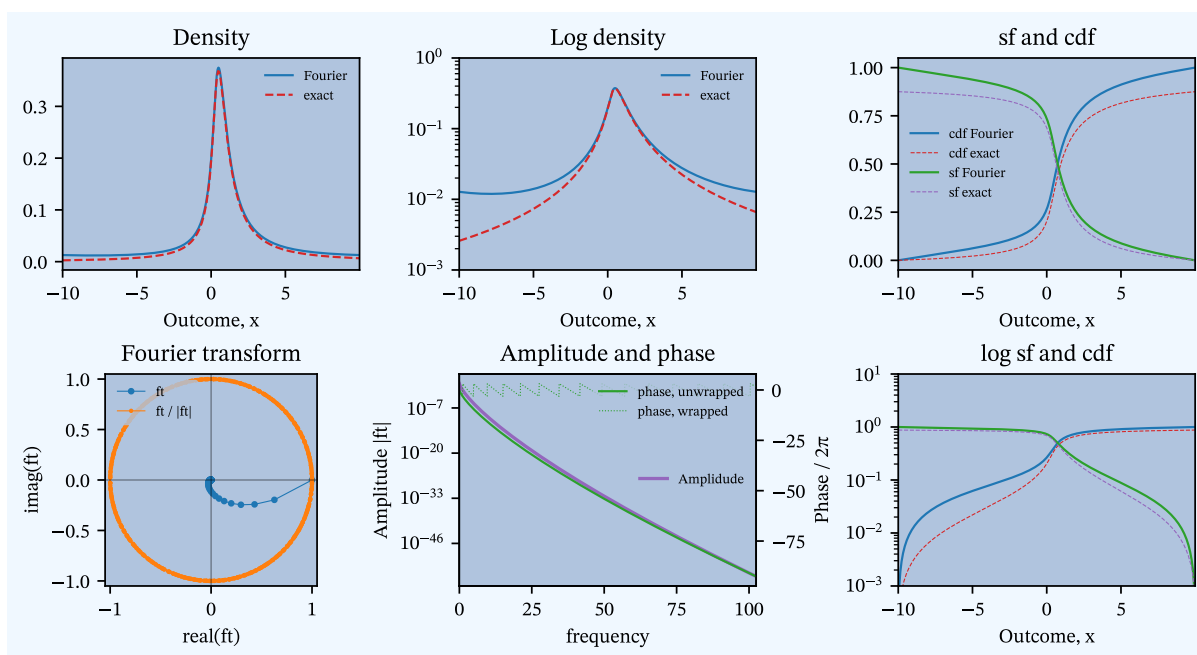 Density
Fourier
exact
0.3
0.2
0.1
0.0
−10 −5 0 5
Outcome, x
Log density
Fourier
exact
10^0
10^−1
10^−2
10^−3
−10 −5 0 5
Outcome, x
sf and cdf
1.00
0.75
0.50
0.25
0.00
cdf Fourier
cdf exact
sf Fourier
sf exact
−10 −5 0 5
Outcome, x
Fourier transform
ft
ft / |ft|
imag(ft)
1.0
0.5
0.0
−0.5
−1.0
−1 0 1
real(ft)
Amplitude and phase
phase, unwrapped
phase, wrapped
Amplidude
Amplitude |ft|
10^−7
10^−20
10^−33
10^−46
0
−25
−50
−75
Phase / 2π
0 25 50 75 100
frequency
log sf and cdf
10^1
10^0
10^−1
10^−2
10^−3
−10 −5 0 5
Outcome, x